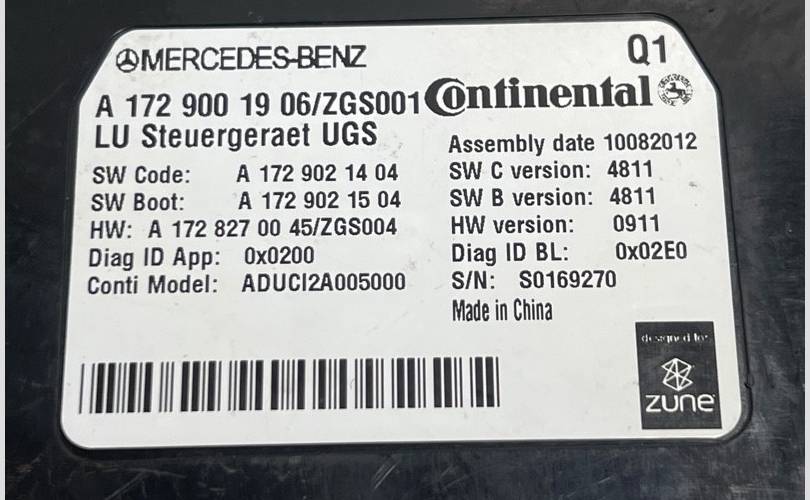 MERCEDES-BENZ
Q1
A 172 900 19 06/ZGS001
Continental
LU Steuergeraet UGS
Assembly date 10082012
SW Code: A 172 902 14 04
SW C version: 4811
SW Boot: A 172 902 15 04
SW B version: 4811
HW: A 172 827 00 45/ZGS004
HW version: 0911
Diag ID App: 0x0200
Diag ID BL: 0x02E0
Conti Model: ADUCI2A005000
S/N: S0169270
Made in China
designed for
zune